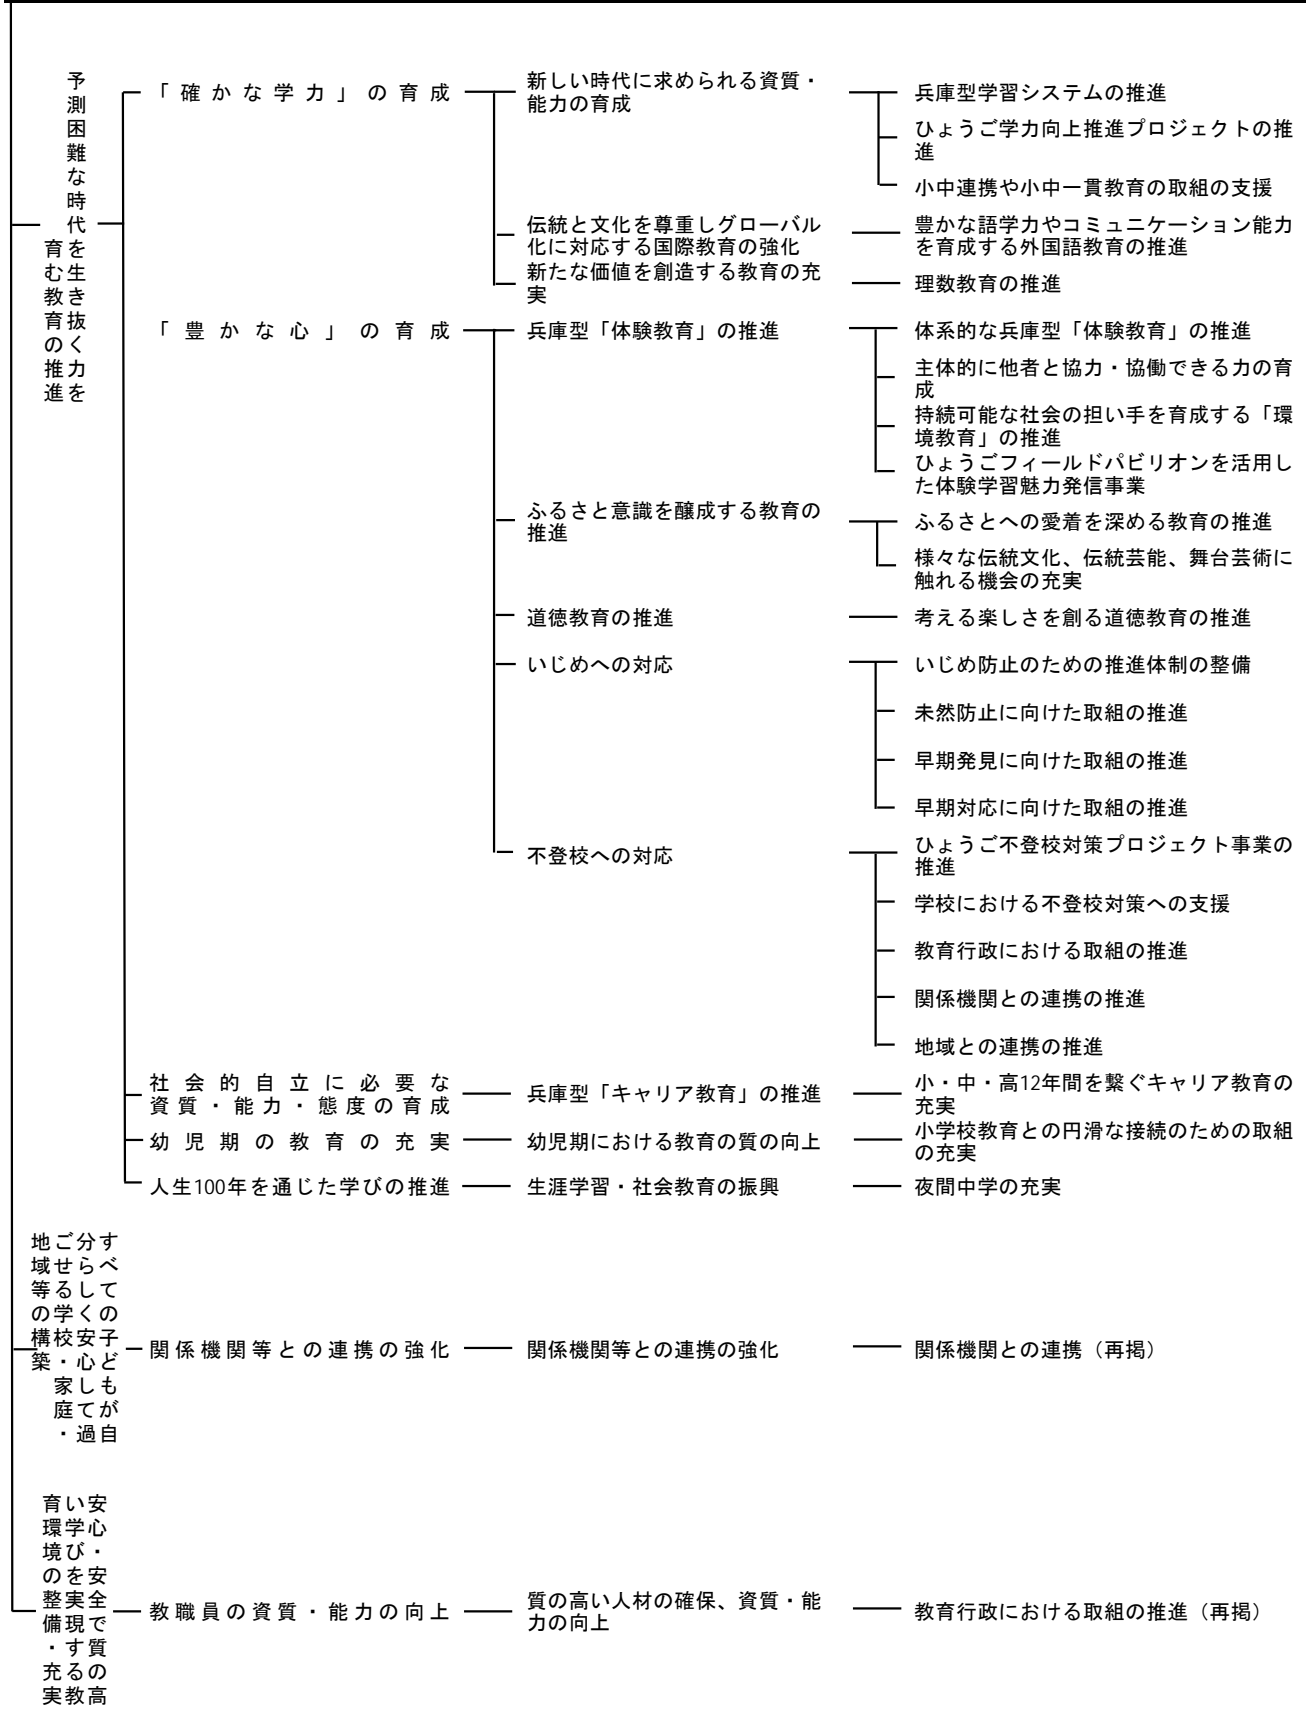 予測困難な時代を生き抜く力を
育む教育の推進
「確かな学力」の育成
新しい時代に求められる資質・
能力の育成
兵庫型学習システムの推進
ひょうご学力向上推進プロジェクトの推
進
小中連携や小中一貫教育の取組の支援
伝統と文化を尊重しグローバル
化に対応する国際教育の強化
豊かな語学力やコミュニケーション能力
を育成する外国語教育の推進
新たな価値を創造する教育の充
実
理数教育の推進
「豊かな心」の育成
兵庫型「体験教育」の推進
体系的な兵庫型「体験教育」の推進
主体的に他者と協力・協働できる力の育
成
持続可能な社会の担い手を育成する「環
境教育」の推進
ひょうごフィールドパビリオンを活用し
た体験学習魅力発信事業
ふるさと意識を醸成する教育の
推進
ふるさとへの愛着を深める教育の推進
様々な伝統文化、伝統芸能、舞台芸術に
触れる機会の充実
道徳教育の推進
考える楽しさを創る道徳教育の推進
いじめへの対応
いじめ防止のための推進体制の整備
未然防止に向けた取組の推進
早期発見に向けた取組の推進
早期対応に向けた取組の推進
不登校への対応
ひょうご不登校対策プロジェクト事業の
推進
学校における不登校対策への支援
教育行政における取組の推進
関係機関との連携の推進
地域との連携の推進
社会的自立に必要な
資質・能力・態度の育成
兵庫型「キャリア教育」の推進
小・中・高12年間を繋ぐキャリア教育の
充実
幼児期の教育の充実
幼児期における教育の質の向上
小学校教育との円滑な接続のための取組
の充実
人生100年を通じた学びの推進
生涯学習・社会教育の振興
夜間中学の充実
すべての子どもが自
分らしく安心して過
ごせる学校・家庭・
地域等の構築
関係機関等との連携の強化
関係機関等との連携の強化
関係機関との連携（再掲）
安心・安全で質の高
い学びを実現する教
育環境の整備・充実
教職員の資質・能力の向上
質の高い人材の確保、資質・能
力の向上
教育行政における取組の推進（再掲）